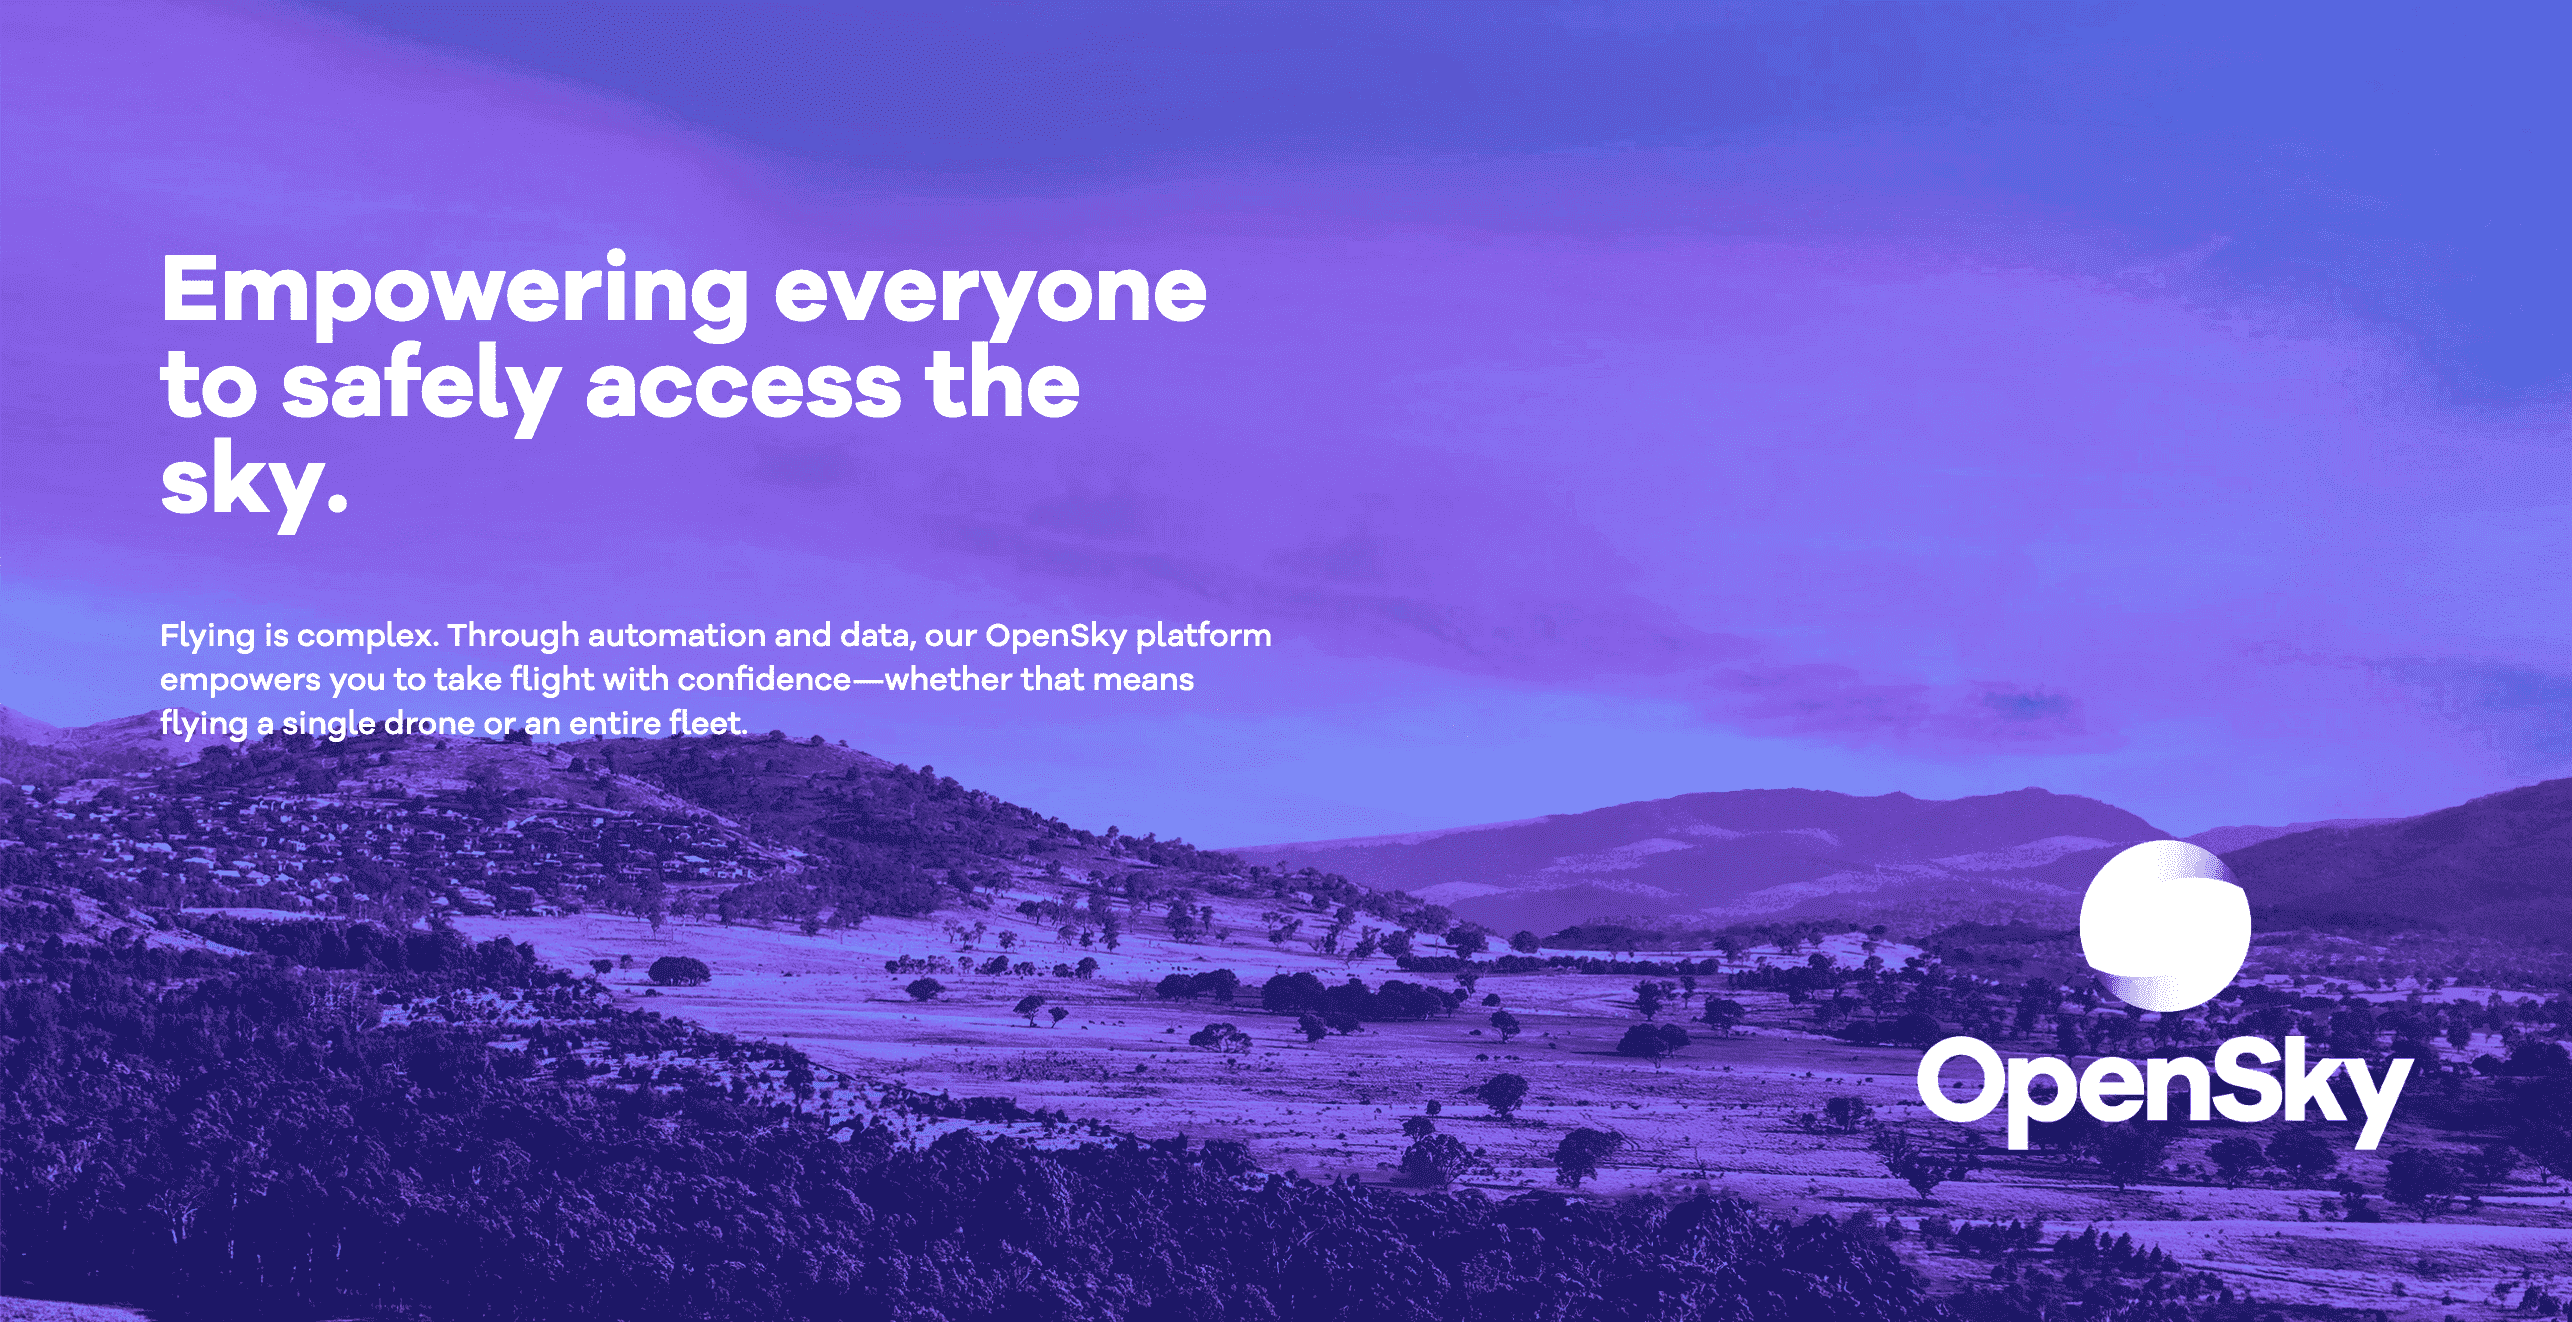 Empowering everyone
to safely access the
sky.
Flying is complex. Through automation and data, our OpenSky platform
empowers you to take flight with confidence—whether that means
flying a single drone or an entire fleet.
OpenSky